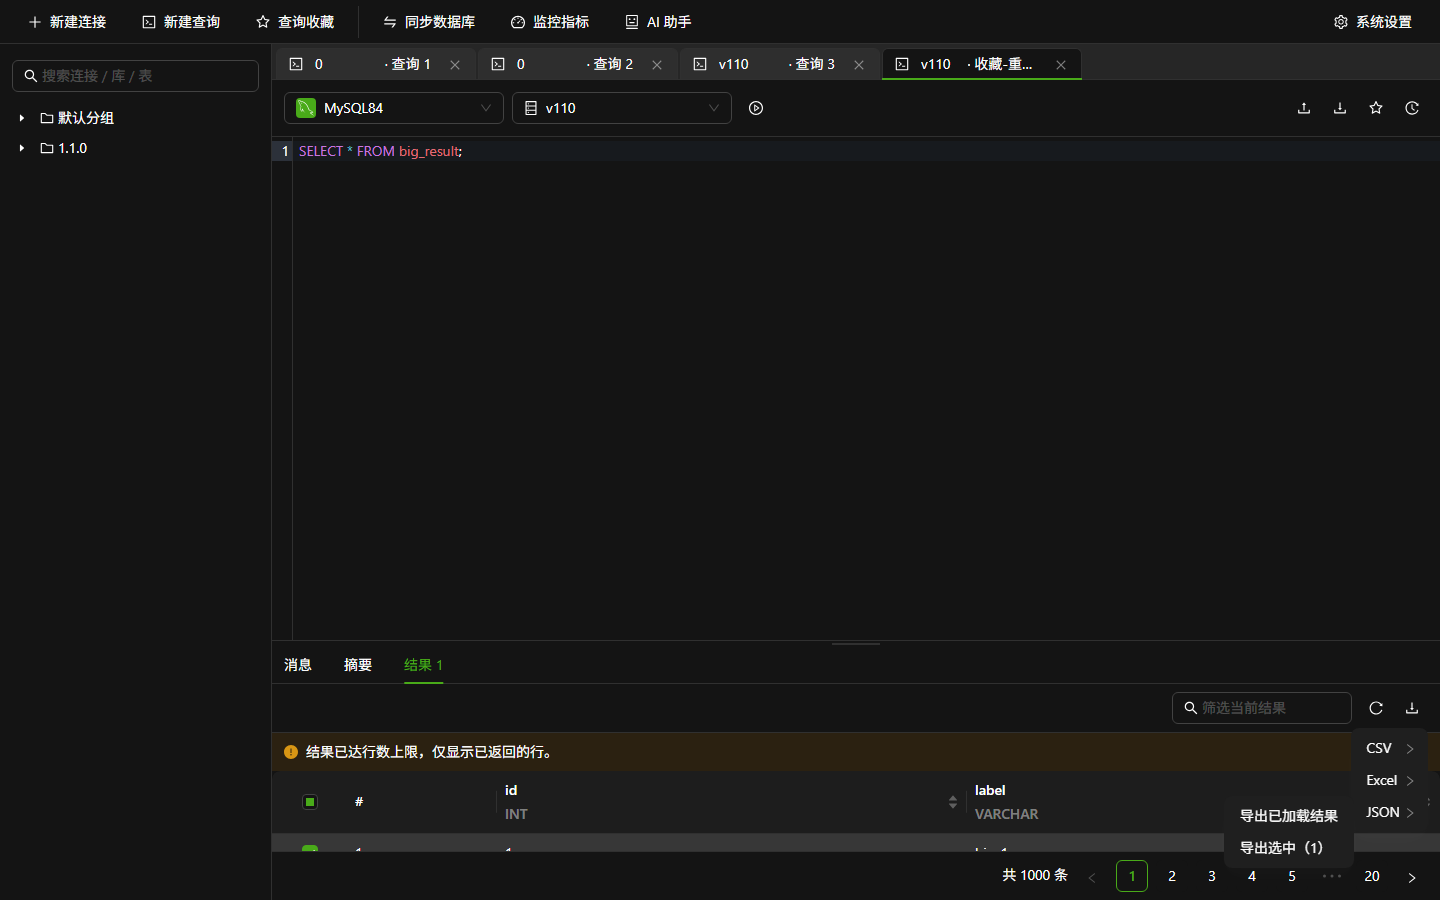 新建连接 新建查询 查询收藏 同步数据库 监控指标 AI 助手 系统设置
搜索连接 / 库 / 表
默认分组
1.1.0
0 · 查询 1
0 · 查询 2
v110 · 查询 3
v110 · 收藏-重...
MySQL84
v110
1 SELECT * FROM big_result;
消息 摘要 结果 1
筛选当前结果
结果已达行数上限，仅显示已返回的行。
CSV
Excel
JSON
导出已加载结果
导出选中（1）
# id label
INT VARCHAR
共 1000 条 1 2 3 4 5 ••• 20